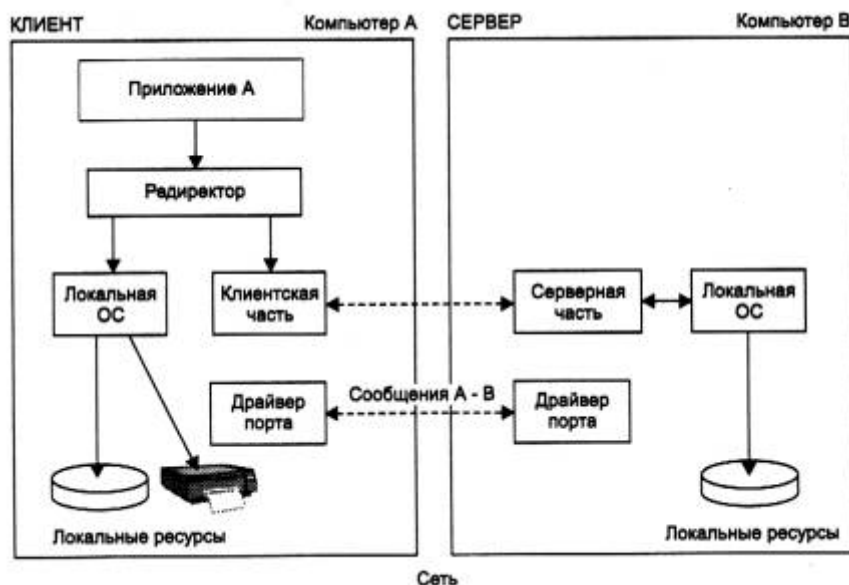 КЛИЕНТ
Компьютер А
СЕРВЕР
Компьютер В
Приложение А
Радиректор
Локальная
ОС
Клиентская
часть
Серверная
часть
Локальная
ОС
Драйвер
порта
Сообщения А - В
Драйвер
порта
Локальные ресурсы
Локальные ресурсы
Сеть